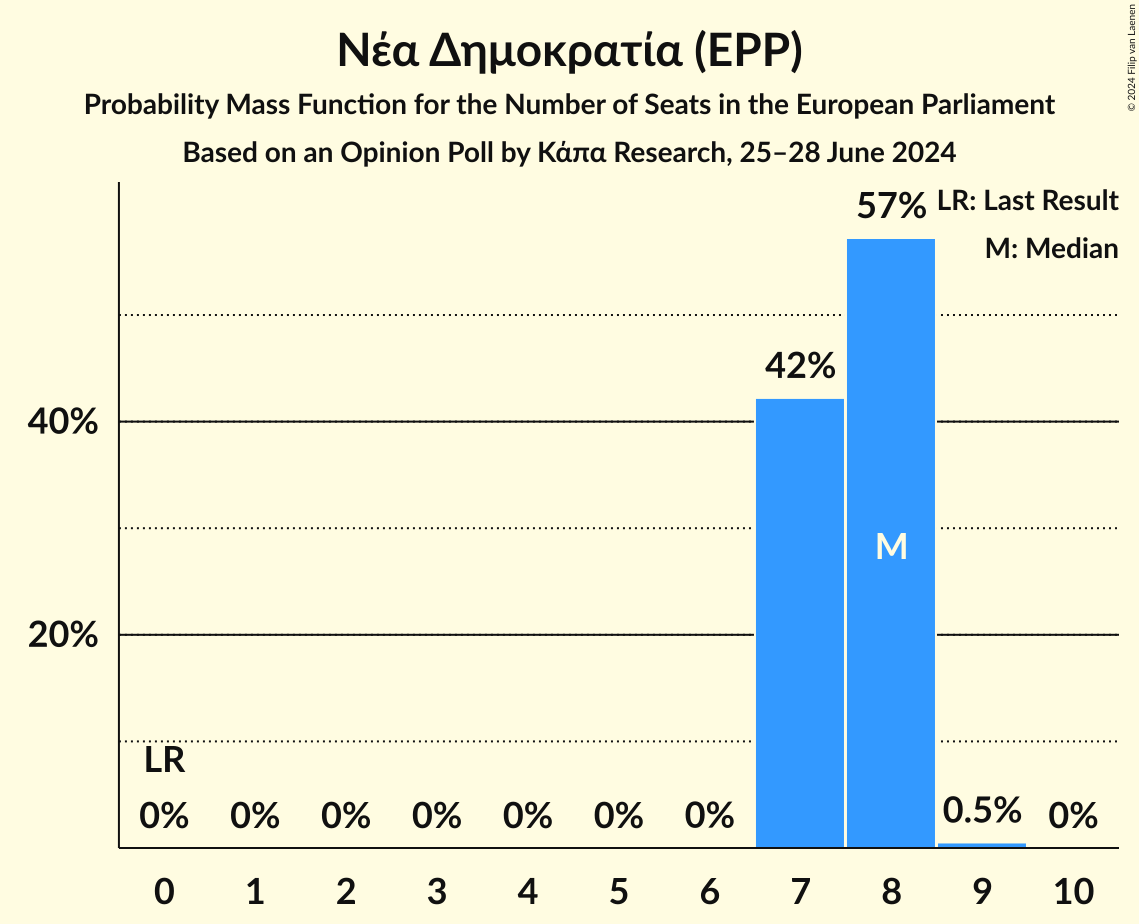 Νέα Δημοκρατία (EPP)
Probability Mass Function for the Number of Seats in the European Parliament
Based on an Opinion Poll by Κάπα Research, 25–28 June 2024
© 2024 Filip van Laenen
57%
LR: Last Result
M: Median
42%
40%
M
20%
LR
0% 0% 0% 0% 0% 0% 0% 0.5% 0%
0 1 2 3 4 5 6 7 8 9 10